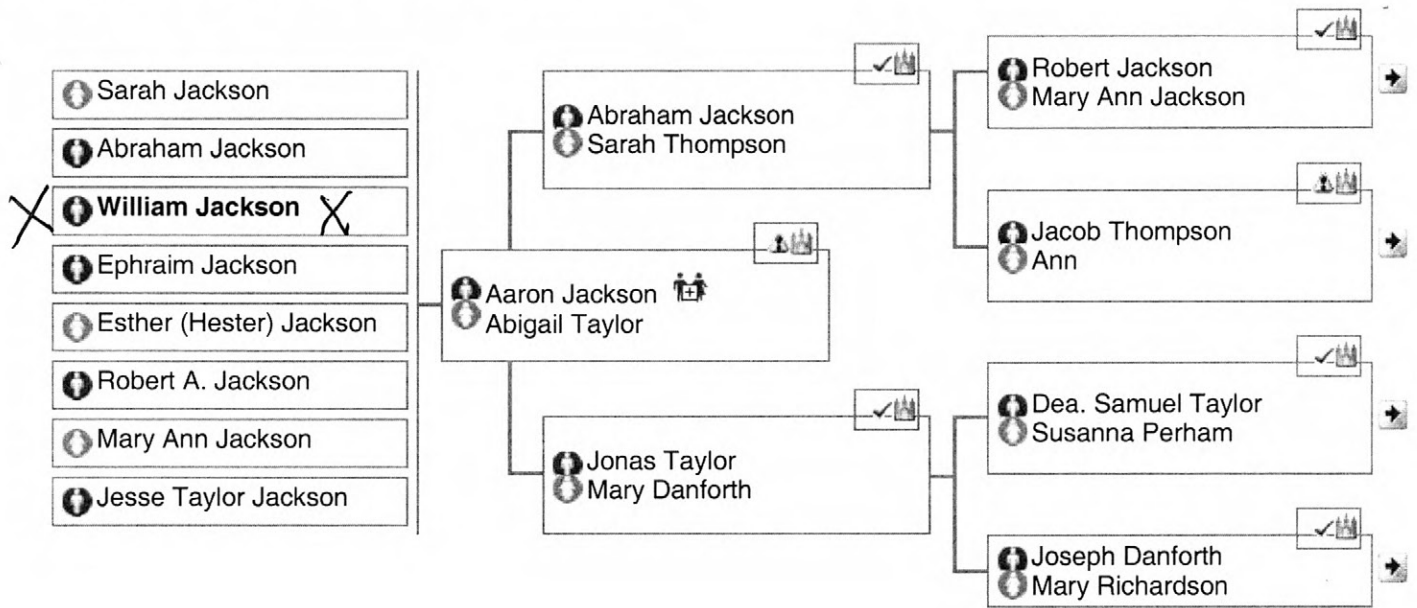 Sarah Jackson
Abraham Jackson
William Jackson
Ephraim Jackson
Esther (Hester) Jackson
Robert A. Jackson
Mary Ann Jackson
Jesse Taylor Jackson
Aaron Jackson
Abigail Taylor
Abraham Jackson
Sarah Thompson
Jonas Taylor
Mary Danforth
Robert Jackson
Mary Ann Jackson
Jacob Thompson
Ann
Dea. Samuel Taylor
Susanna Perham
Joseph Danforth
Mary Richardson